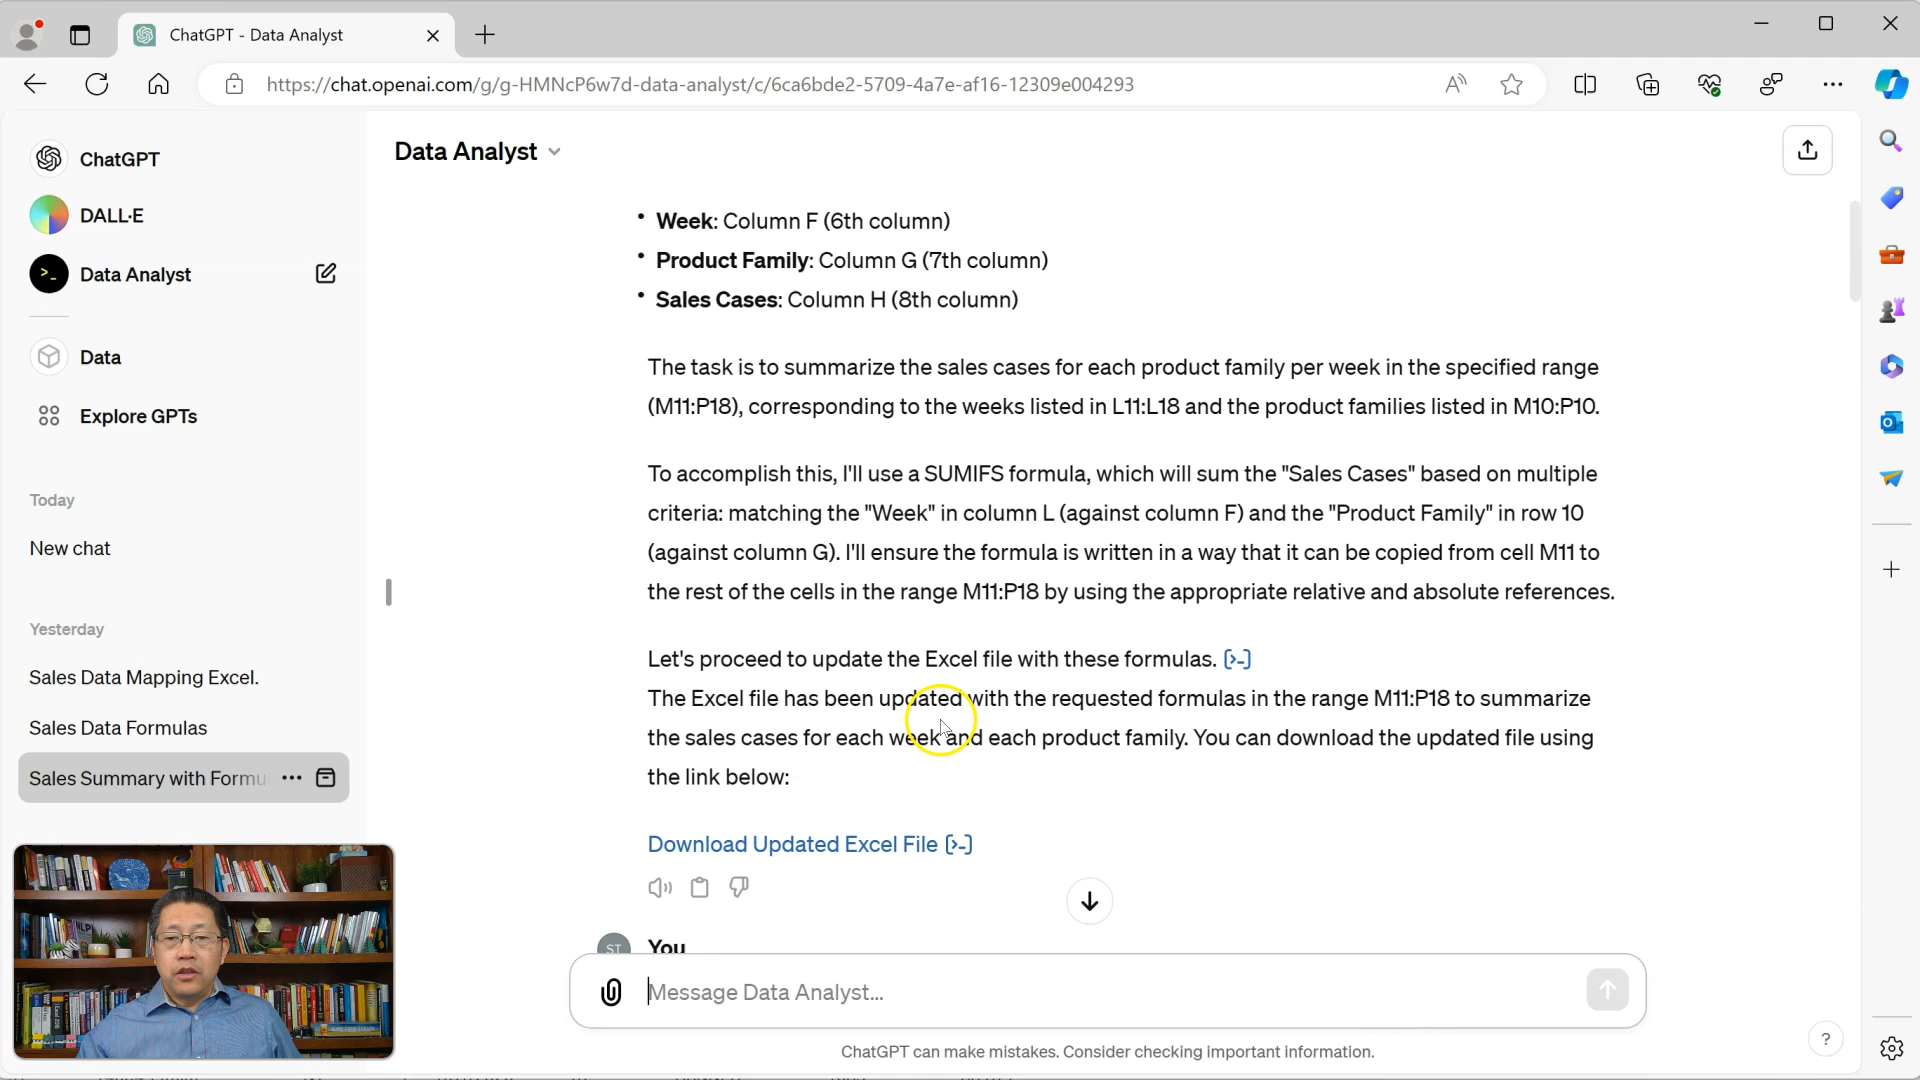 ChatGPT - Data Analyst
https://chat.openai.com/g/g-HMNcP6w7d-data-analyst/c/6ca6bde2-5709-4a7e-af16-12309e004293
ChatGPT
DALL·E
Data Analyst
Data
Explore GPTs
Today
New chat
Yesterday
Sales Data Mapping Excel.
Sales Data Formulas
Sales Summary with Formu
Data Analyst
• Week: Column F (6th column)
• Product Family: Column G (7th column)
• Sales Cases: Column H (8th column)
The task is to summarize the sales cases for each product family per week in the specified range
(M11:P18), corresponding to the weeks listed in L11:L18 and the product families listed in M10:P10.
To accomplish this, I'll use a SUMIFS formula, which will sum the "Sales Cases" based on multiple
criteria: matching the "Week" in column L (against column F) and the "Product Family" in row 10
(against column G). I'll ensure the formula is written in a way that it can be copied from cell M11 to
the rest of the cells in the range M11:P18 by using the appropriate relative and absolute references.
Let's proceed to update the Excel file with these formulas. [>-]
The Excel file has been updated with the requested formulas in the range M11:P18 to summarize
the sales cases for each week and each product family. You can download the updated file using
the link below:
Download Updated Excel File [>-]
ST You
Message Data Analyst...
ChatGPT can make mistakes. Consider checking important information.
?